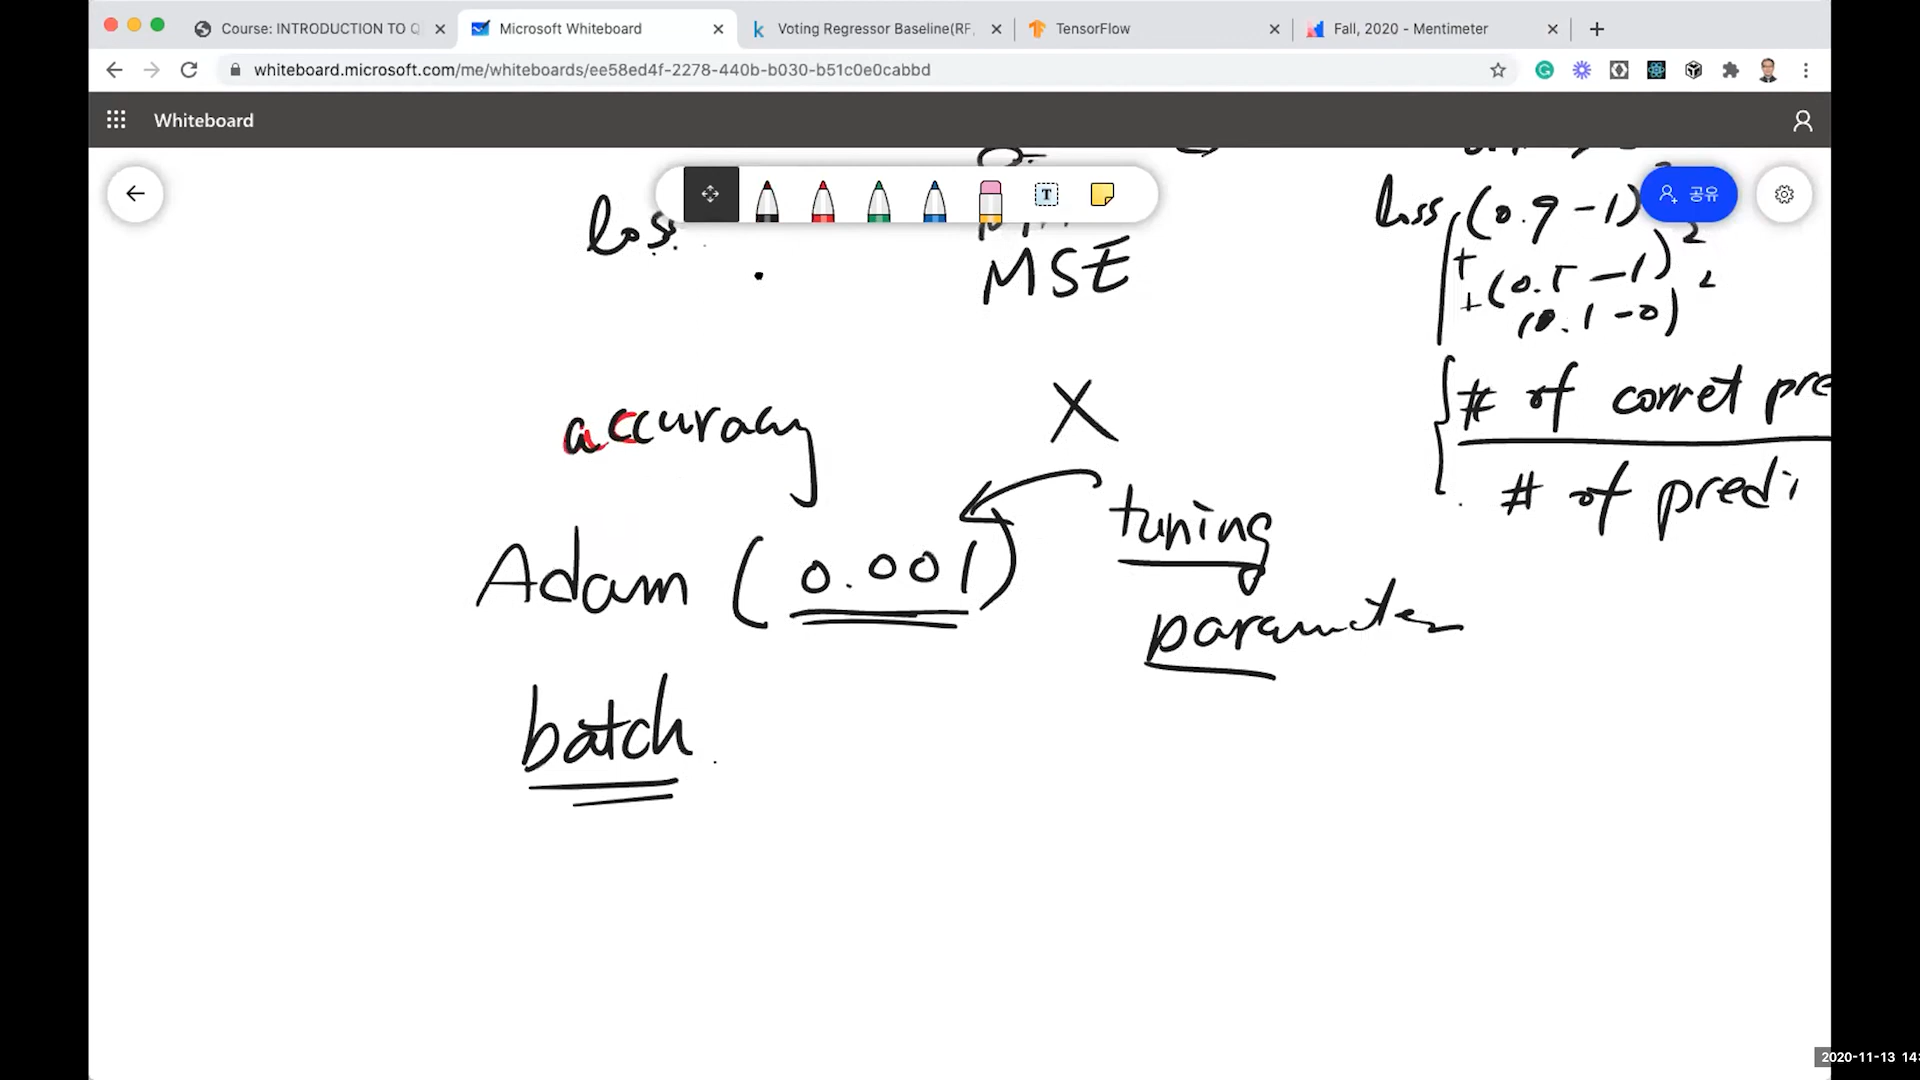 Course: INTRODUCTION TO Q
Microsoft Whiteboard
Voting Regressor Baseline(RF,
TensorFlow
Fall, 2020 - Mentimeter
whiteboard.microsoft.com/me/whiteboards/ee58ed4f-2278-440b-b030-b51c0e0cabbd
Whiteboard
공유
loss
MSE
loss (0.9 - 1)
+ (0.5 - 1)²
+ (0.1 - 0)²
accuracy
X
# of corret pre
# of predi
Adam (0.001)
tuning
parameter
batch
2020-11-13 14: